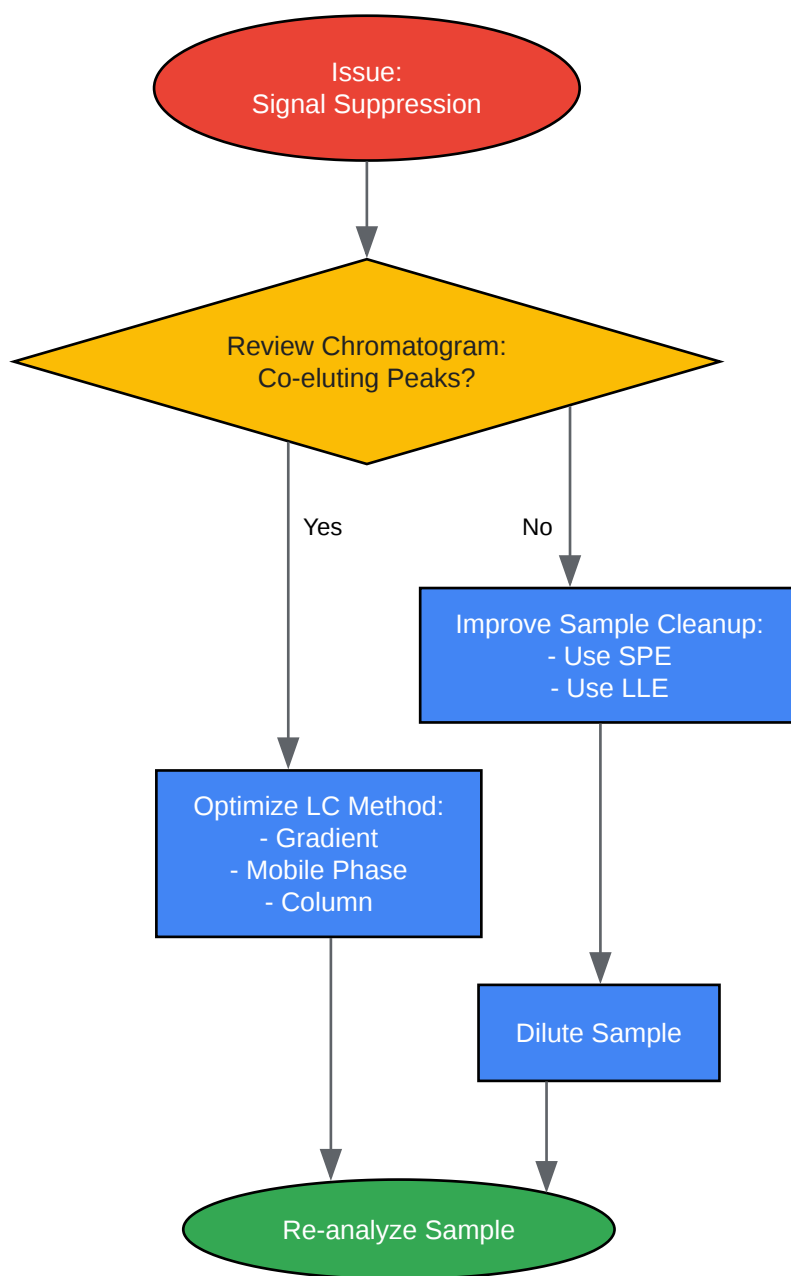 Issue:
Signal Suppression
Review Chromatogram:
Co-eluting Peaks?
Yes
No
Improve Sample Cleanup:
- Use SPE
- Use LLE
Optimize LC Method:
- Gradient
- Mobile Phase
- Column
Dilute Sample
Re-analyze Sample